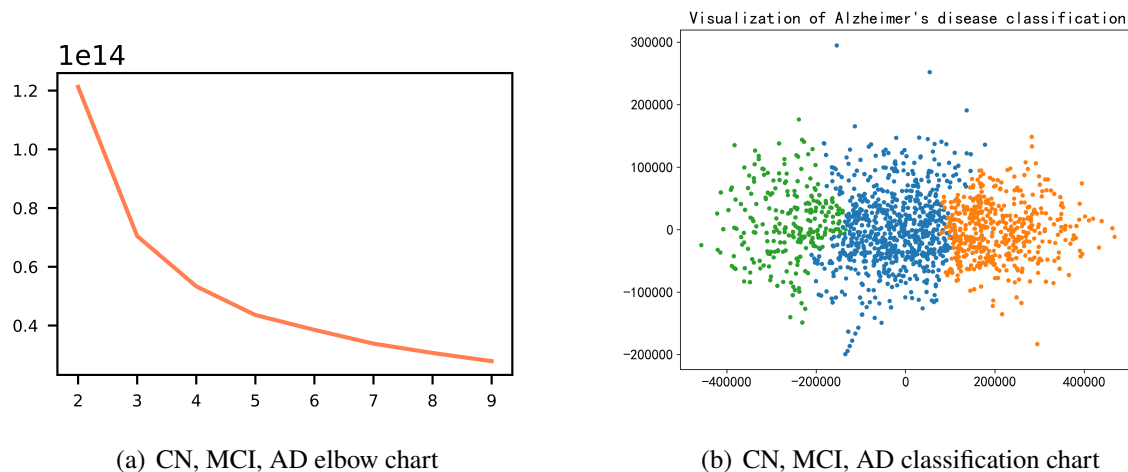 1e14
1.2
1.0
0.8
0.6
0.4
2 3 4 5 6 7 8 9
(a) CN, MCI, AD elbow chart
Visualization of Alzheimer's disease classification
300000
200000
100000
0
−100000
−200000
−400000 −200000 0 200000 400000
(b) CN, MCI, AD classification chart